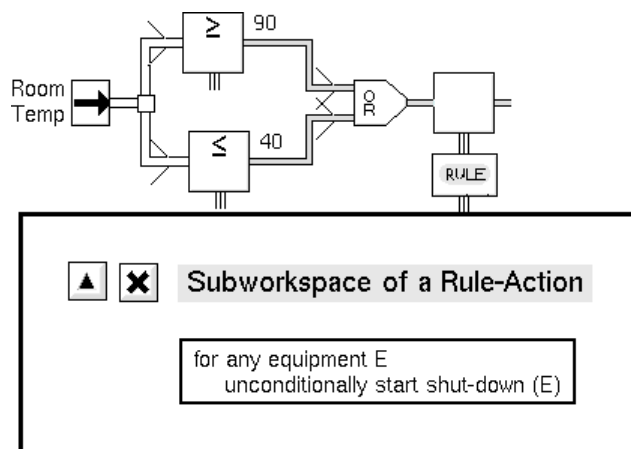 90
≥
Room
Temp
OR
≤
40
RULE
Subworkspace of a Rule-Action
for any equipment E
unconditionally start shut-down (E)